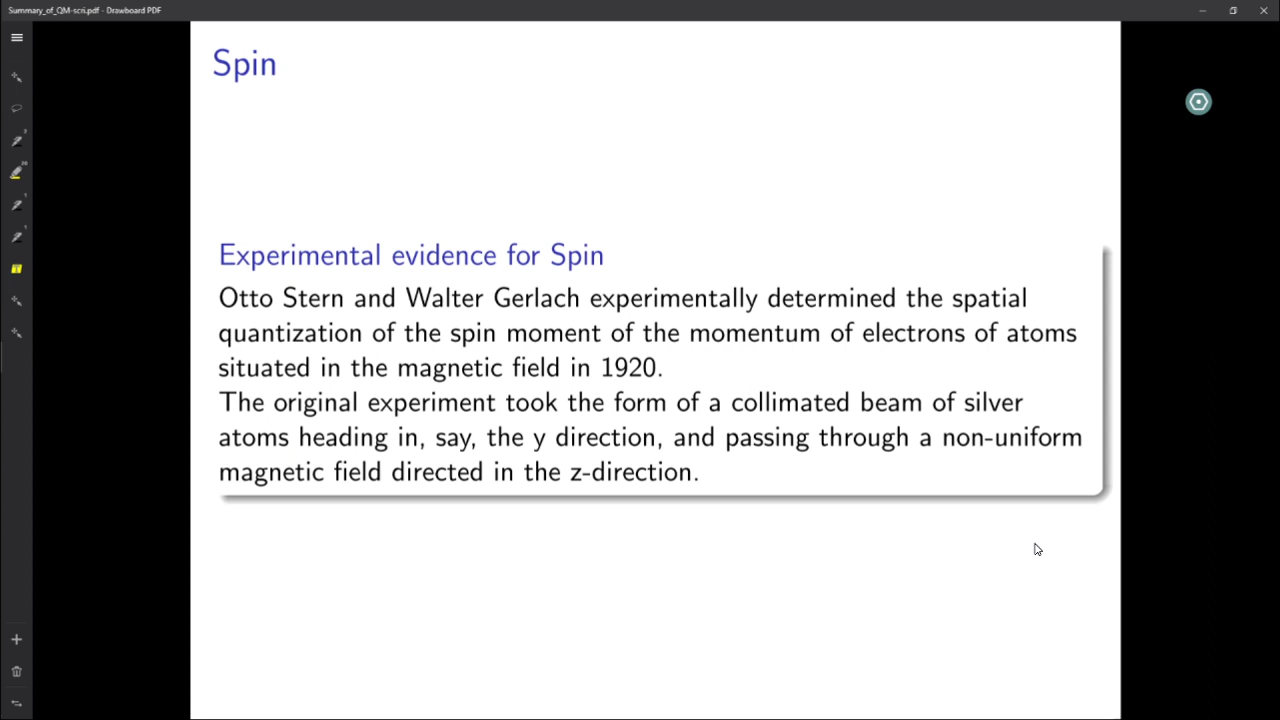 Summary_of_QM-scri.pdf - Drawboard PDF
Spin
Experimental evidence for Spin
Otto Stern and Walter Gerlach experimentally determined the spatial
quantization of the spin moment of the momentum of electrons of atoms
situated in the magnetic field in 1920.
The original experiment took the form of a collimated beam of silver
atoms heading in, say, the y direction, and passing through a non-uniform
magnetic field directed in the z-direction.